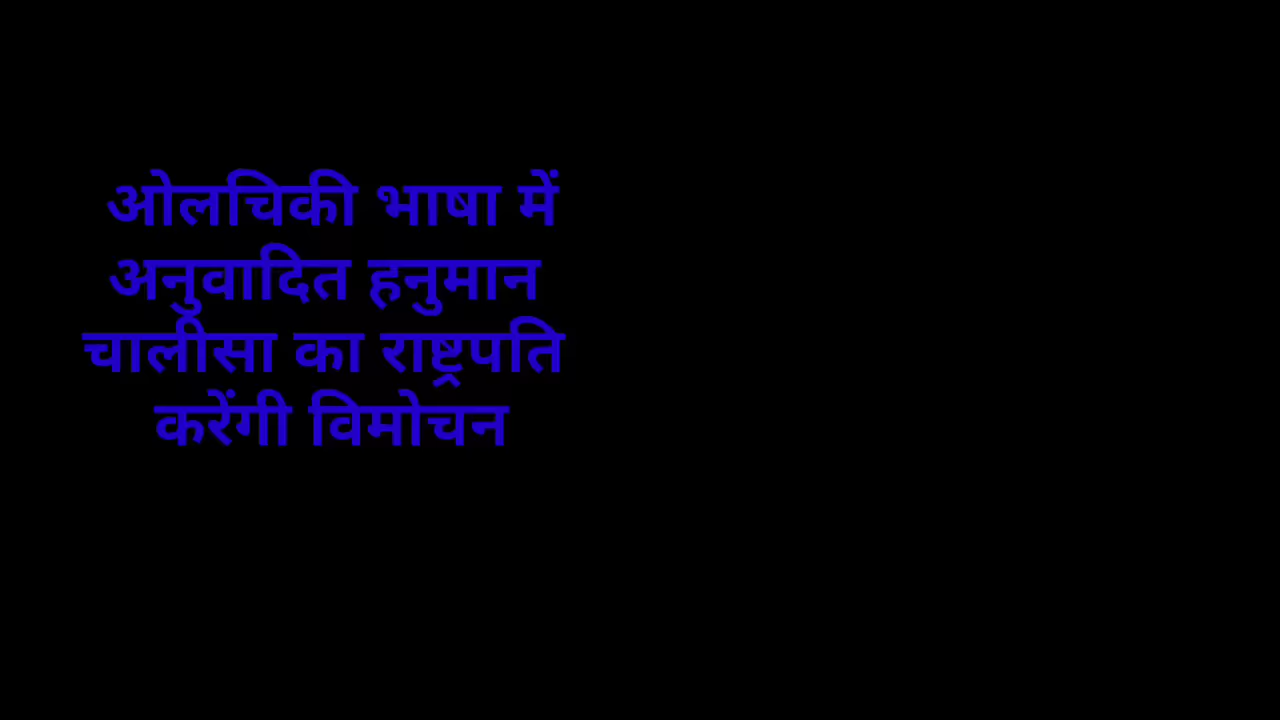 ओलचिकी भाषा में
अनुवादित हनुमान
चालीसा का राष्ट्रपति
करेंगी विमोचन